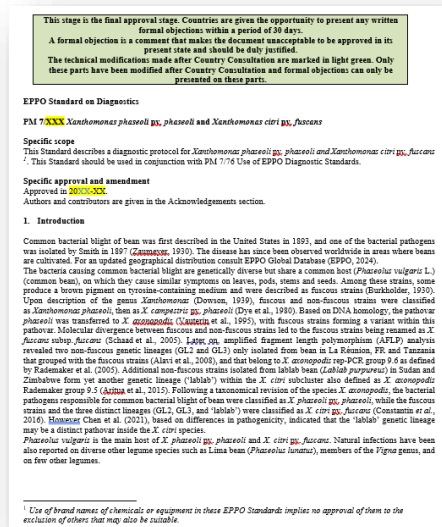 This stage is the final approval stage. Countries are given the opportunity to present any written
formal objections within a period of 30 days.
A formal objection is a comment that makes the document unacceptable to be approved in its
present state and should be duly justified.
The technical modifications made after Country Consultation are marked in light green. Only
these parts have been modified after Country Consultation and formal objections can only be
presented on these parts.
EPPO Standard on Diagnostics
PM 7/XXX Xanthomonas phaseoli pv. phaseoli and Xanthomonas citri pv. fuscans
Specific scope
This Standard describes a diagnostic protocol for Xanthomonas phaseoli pv. phaseoli and Xanthomonas citri pv. fuscans
1. This Standard should be used in conjunction with PM 7/76 Use of EPPO Diagnostic Standards.
Specific approval and amendment
Approved in 20XX-XX.
Authors and contributors are given in the Acknowledgements section.
1. Introduction
Common bacterial blight of bean was first described in the United States in 1893, and one of the bacterial pathogens
was isolated by Smith in 1897 (Zaumeyer, 1930). The disease has since been observed worldwide in areas where beans
are cultivated. For an updated geographical distribution consult EPPO Global Database (EPPO, 2024).
The bacteria causing common bacterial blight are genetically diverse but share a common host (Phaseolus vulgaris L.)
(common bean), on which they cause similar symptoms on leaves, pods, stems and seeds. Among these strains, some
produce a brown pigment on tyrosine-containing medium and were described as fuscous strains (Burkholder, 1930).
Upon description of the genus Xanthomonas (Dowson, 1939), fuscous and non-fuscous strains were classified
as Xanthomonas phaseoli, then as X. campestris pv. phaseoli (Dye et al., 1980). Based on DNA homology, the pathovar
phaseoli was transferred to X. axonopodis (Vauterin et al., 1995), with fuscous strains forming a variant within this
pathovar. Molecular divergence between fuscous and non-fuscous strains led to the fuscous strains being renamed as X.
fuscans subsp. fuscans (Schaad et al., 2005). Later on, amplified fragment length polymorphism (AFLP) analysis
revealed two non-fuscous genetic lineages (GL2 and GL3) only isolated from bean in La Réunion, FR and Tanzania
that grouped with the fuscous strains (Alavi et al., 2008), and that belong to X. axonopodis rep-PCR group 9.6 as defined
by Rademaker et al. (2005). Additional non-fuscous strains isolated from lablab bean (Lablab purpureus) in Sudan and
Zimbabwe form yet another genetic lineage ('lablab') within the X. citri subcluster also defined as X. axonopodis
Rademaker group 9.5 (Aritua et al., 2015). Following a taxonomical revision of the species X. axonopodis, the bacterial
pathogens responsible for common bacterial blight of bean were classified as X. phaseoli pv. phaseoli, while the fuscous
strains and the three distinct lineages (GL2, GL3, and 'lablab') were classified as X. citri pv. fuscans (Constantin et al.,
2016). However Chen et al. (2021), based on differences in pathogenicity, indicated that the 'lablab' genetic lineage
may be a distinct pathovar inside the X. citri species.
Phaseolus vulgaris is the main host of X. phaseoli pv. phaseoli and X. citri pv. fuscans. Natural infections have been
also reported on diverse other legume species such as Lima bean (Phaseolus lunatus), members of the Vigna genus, and
on few other legumes.
1 Use of brand names of chemicals or equipment in these EPPO Standards implies no approval of them to the
exclusion of others that may also be suitable.